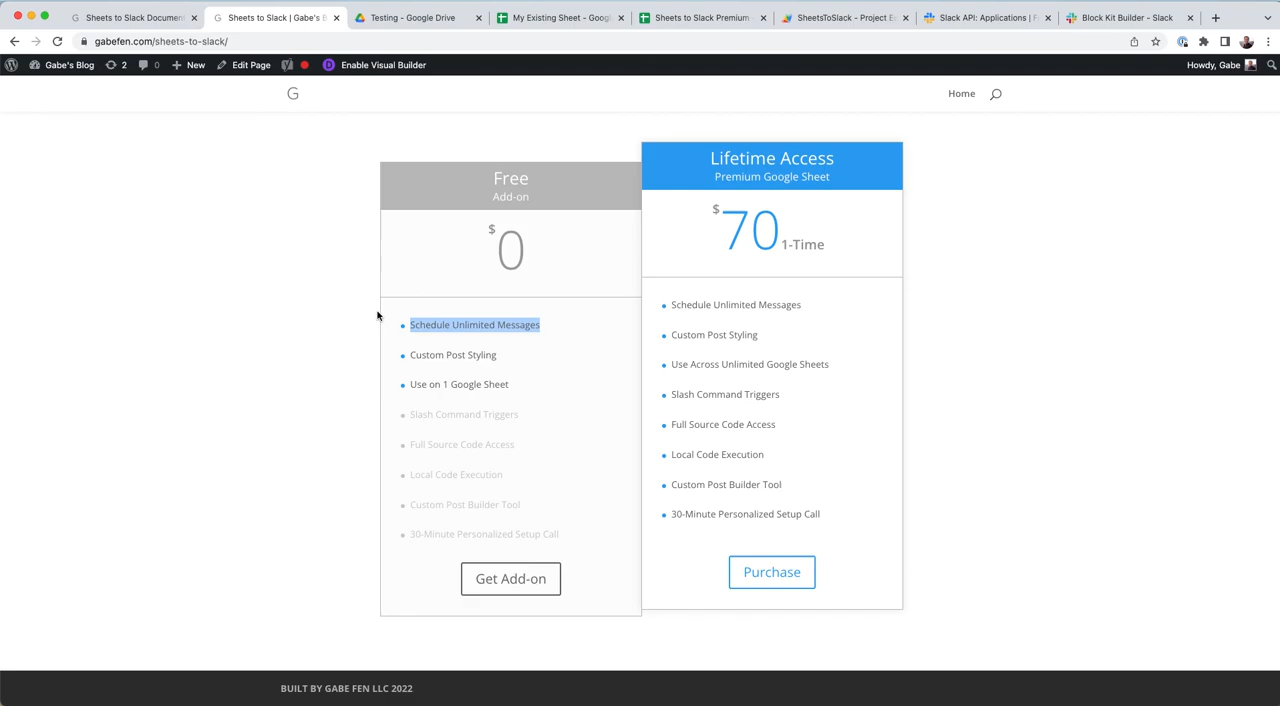 Sheets to Slack Document
Sheets to Slack | Gabe's B
Testing - Google Drive
My Existing Sheet - Goog
Sheets to Slack Premium
SheetsToSlack - Project E
Slack API: Applications | F
Block Kit Builder - Slack
gabefen.com/sheets-to-slack/
Gabe's Blog 2 0 New Edit Page Enable Visual Builder Howdy, Gabe
G Home
Free
Add-on
$0
Schedule Unlimited Messages
Custom Post Styling
Use on 1 Google Sheet
Slash Command Triggers
Full Source Code Access
Local Code Execution
Custom Post Builder Tool
30-Minute Personalized Setup Call
Get Add-on
Lifetime Access
Premium Google Sheet
$70 1-Time
Schedule Unlimited Messages
Custom Post Styling
Use Across Unlimited Google Sheets
Slash Command Triggers
Full Source Code Access
Local Code Execution
Custom Post Builder Tool
30-Minute Personalized Setup Call
Purchase
BUILT BY GABE FEN LLC 2022